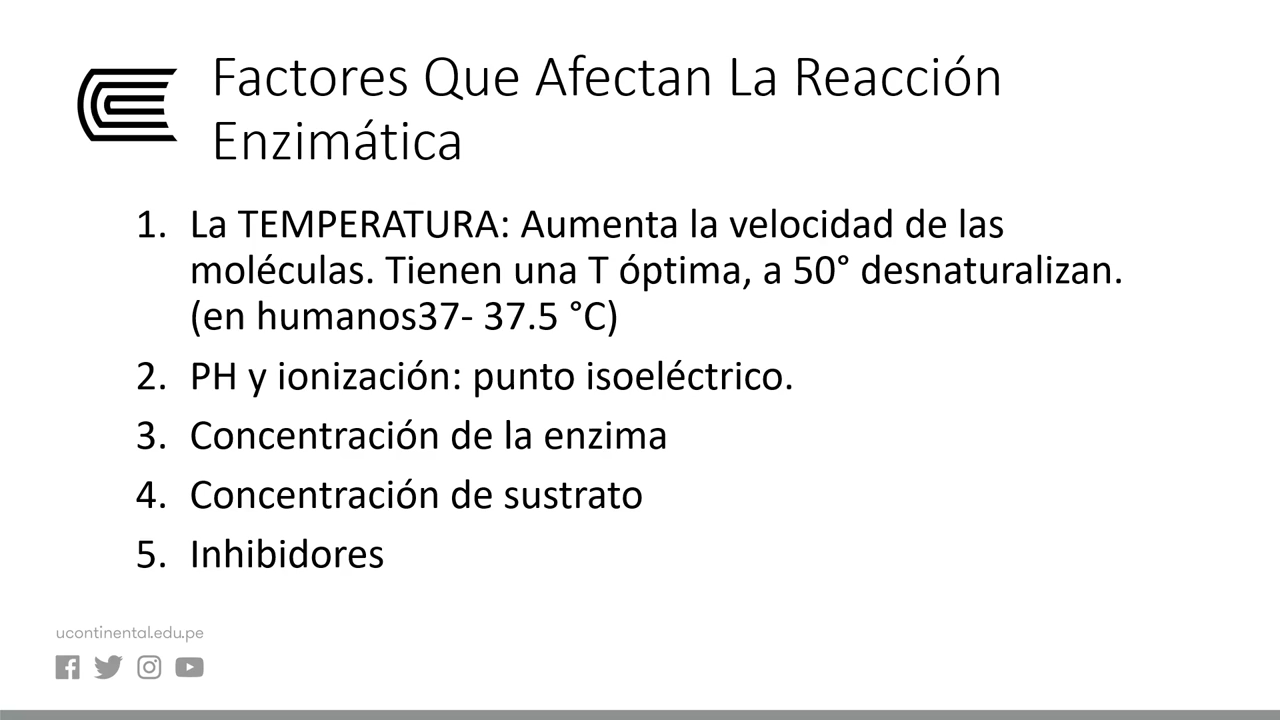 Factores Que Afectan La Reacción
Enzimática
1. La TEMPERATURA: Aumenta la velocidad de las
moléculas. Tienen una T óptima, a 50° desnaturalizan.
(en humanos37- 37.5 °C)
2. PH y ionización: punto isoeléctrico.
3. Concentración de la enzima
4. Concentración de sustrato
5. Inhibidores
ucontinental.edu.pe